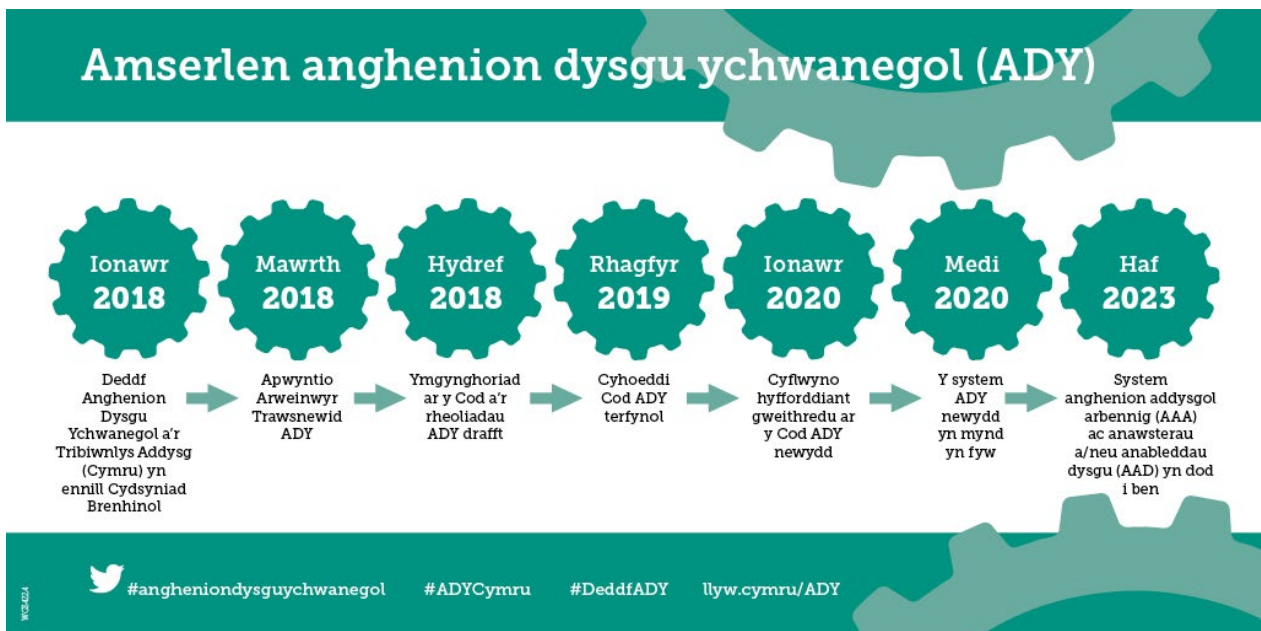 Amserlen anghenion dysgu ychwanegol (ADY)
Ionawr
2018
Deddf
Anghenion
Dysgu
Ychwanegol a'r
Tribiwnlys Addysg
(Cymru) yn
ennill Cydsyniad
Brenhinol
Mawrth
2018
Apwyntio
Arweinwyr
Trawsnewid
ADY
Hydref
2018
Ymgynghoriad
ar y Cod a'r
rheoliadau
ADY drafft
Rhagfyr
2019
Cyhoeddi
Cod ADY
terfynol
Ionawr
2020
Cyflwyno
hyfforddiant
gweithredu ar
y Cod ADY
newydd
Medi
2020
Y system
ADY
newydd
yn mynd
yn fyw
Haf
2023
System
anghenion addysgol
arbennig (AAA)
ac anawsterau
a/neu anableddau
dysgu (AAD) yn dod
i ben
#angheniondysguychwanegol #ADYCymru #DeddfADY llyw.cymru/ADY